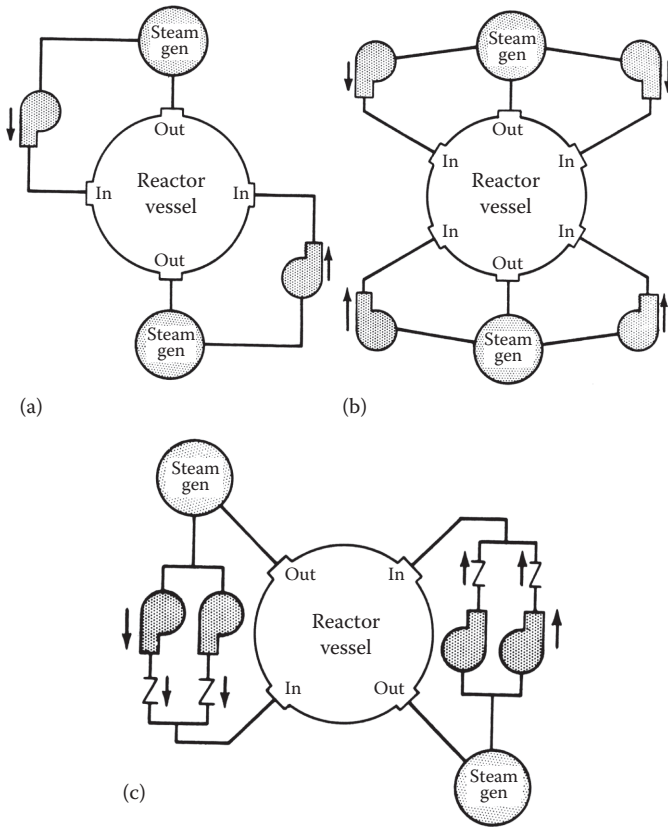 Steam
gen
Out
In
Reactor
vessel
In
Out
Steam
gen
(a)
Steam
gen
Out
In
In
Reactor
vessel
In
In
Out
Steam
gen
(b)
Steam
gen
Out
In
Reactor
vessel
In
Out
Steam
gen
(c)